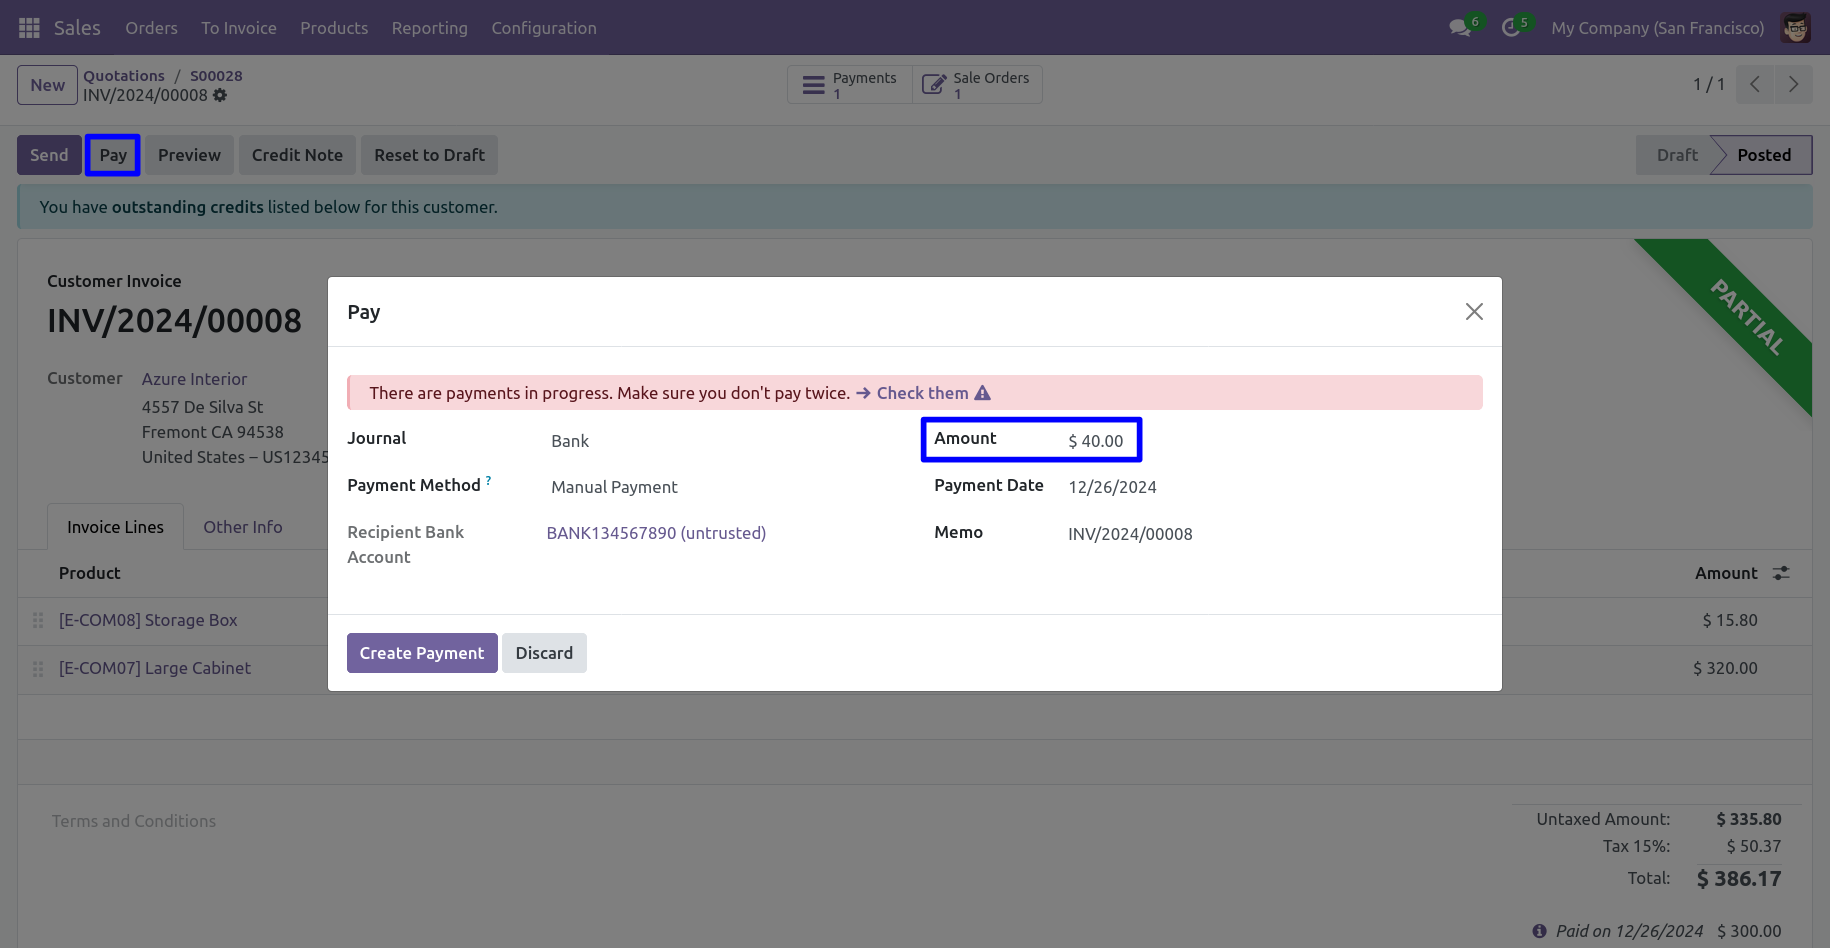 Sales Orders To Invoice Products Reporting Configuration 6 5 My Company (San Francisco)
New Quotations / S00028
INV/2024/00008
Payments 1
Sale Orders 1
1 / 1
Send Pay Preview Credit Note Reset to Draft Draft Posted
You have outstanding credits listed below for this customer.
PARTIAL
Customer Invoice
INV/2024/00008
Customer Azure Interior
4557 De Silva St
Fremont CA 94538
United States – US12345
Invoice Lines Other Info
Product Amount
[E-COM08] Storage Box $ 15.80
[E-COM07] Large Cabinet $ 320.00
Pay
There are payments in progress. Make sure you don't pay twice. Check them
Journal Bank Amount $ 40.00
Payment Method ? Manual Payment Payment Date 12/26/2024
Recipient Bank Account BANK134567890 (untrusted) Memo INV/2024/00008
Create Payment Discard
Terms and Conditions
Untaxed Amount: $ 335.80
Tax 15%: $ 50.37
Total: $ 386.17
Paid on 12/26/2024 $ 300.00